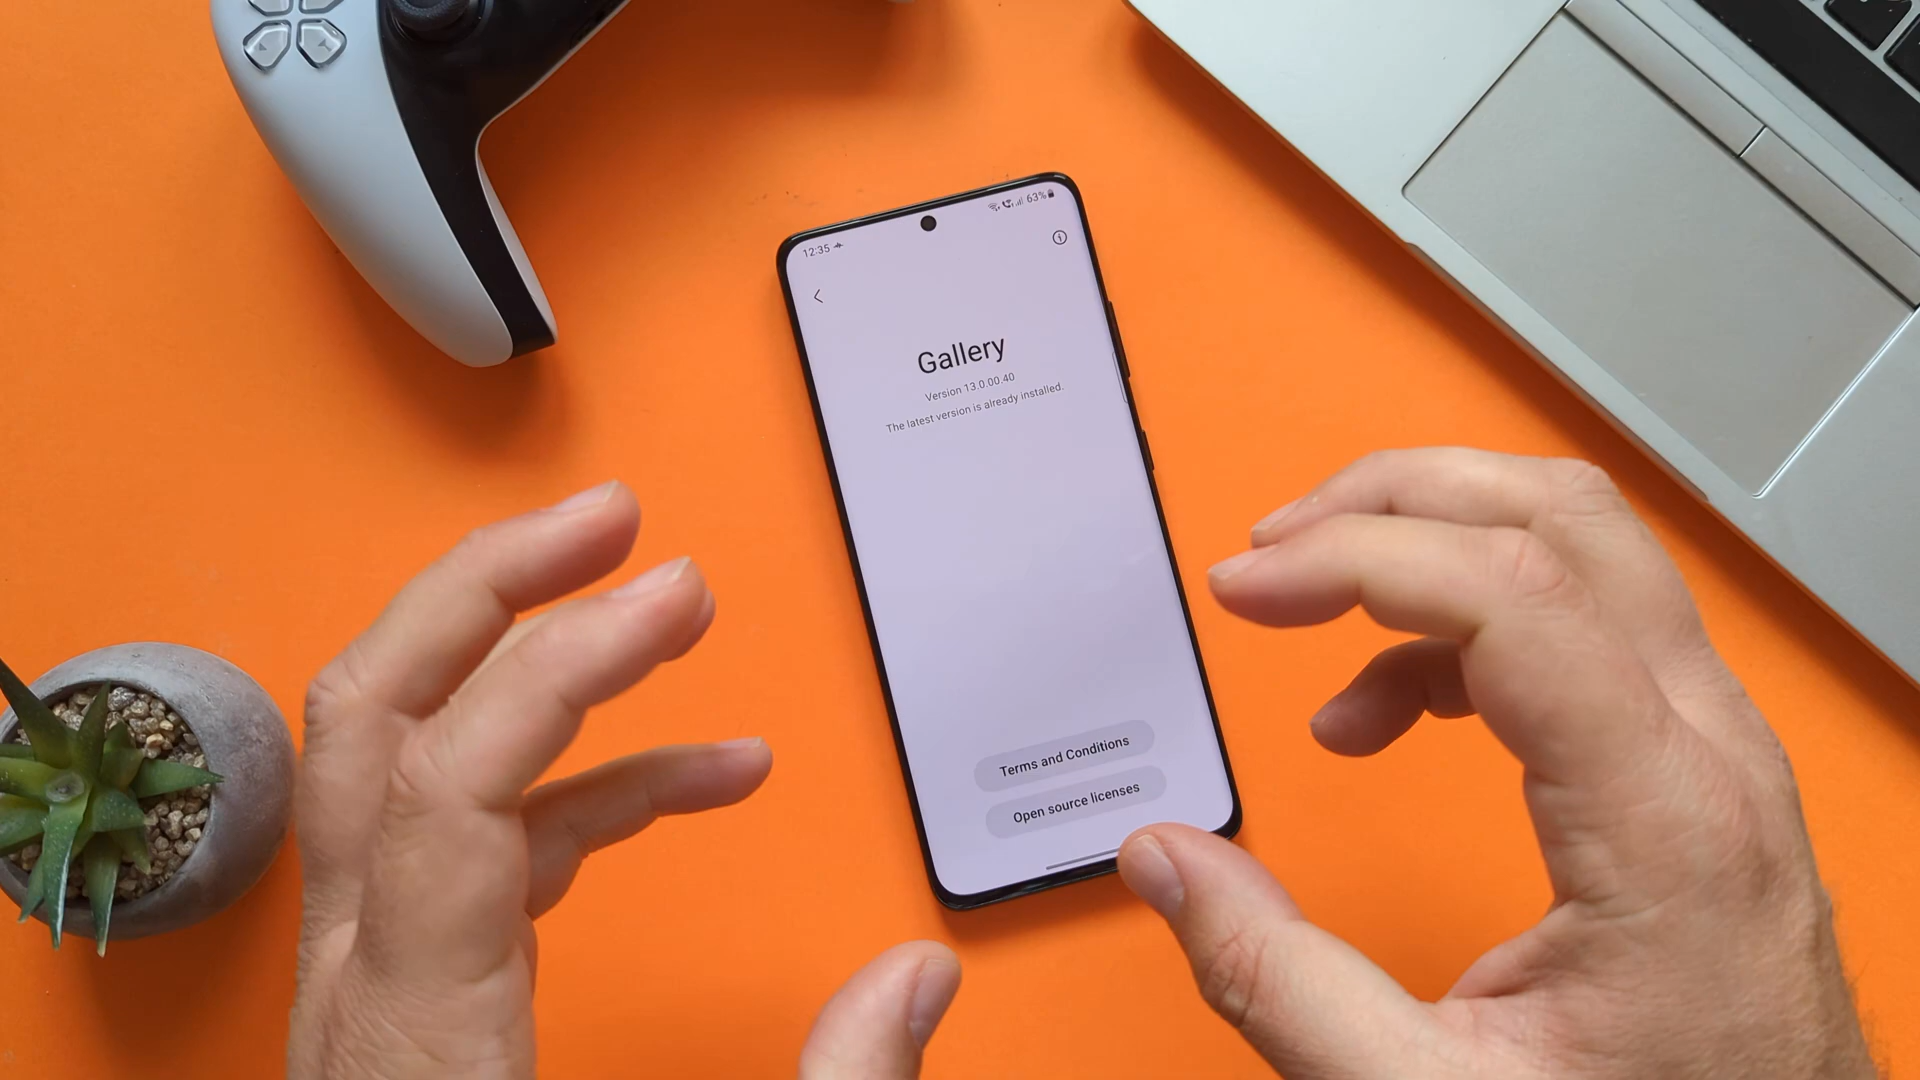 12:35
63%
Gallery
Version 13.0.00.40
The latest version is already installed.
Terms and Conditions
Open source licenses